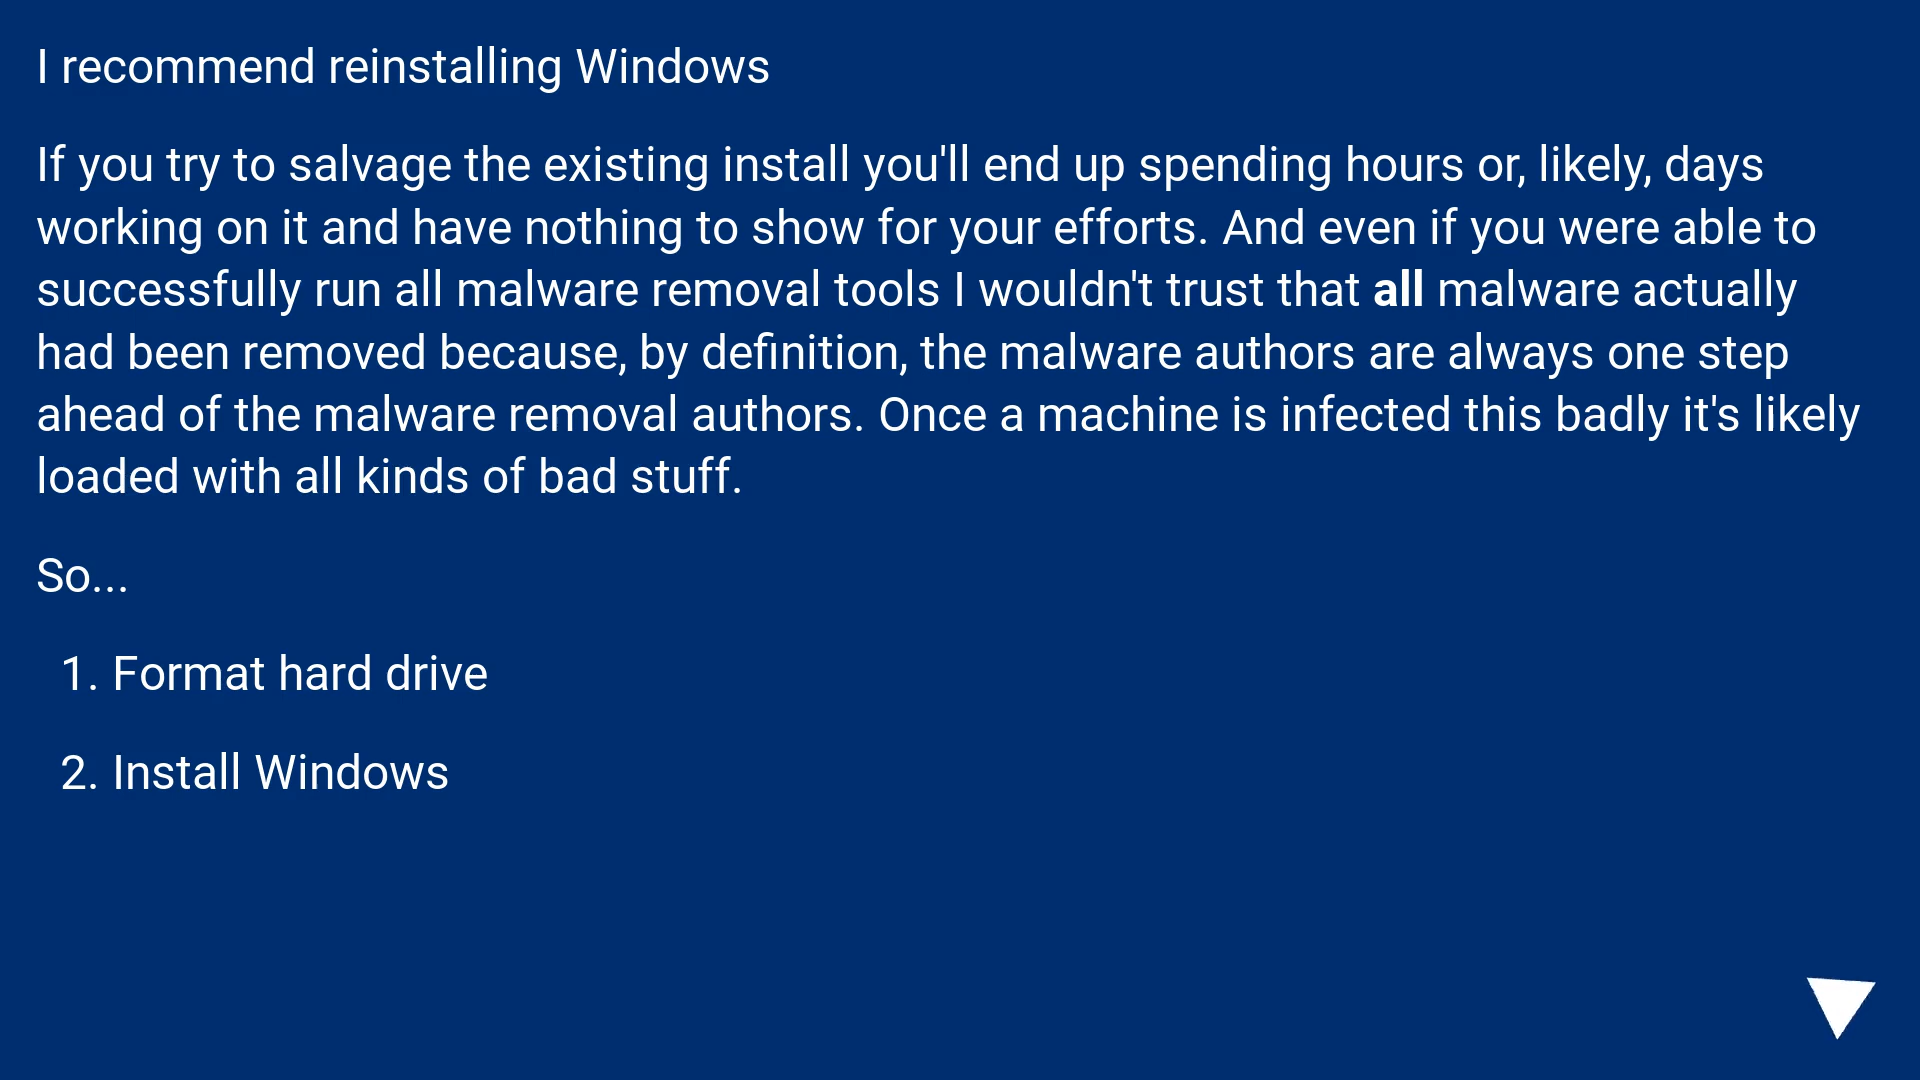 I recommend reinstalling Windows
If you try to salvage the existing install you'll end up spending hours or, likely, days
working on it and have nothing to show for your efforts. And even if you were able to
successfully run all malware removal tools I wouldn't trust that all malware actually
had been removed because, by definition, the malware authors are always one step
ahead of the malware removal authors. Once a machine is infected this badly it's likely
loaded with all kinds of bad stuff.
So...
1. Format hard drive
2. Install Windows